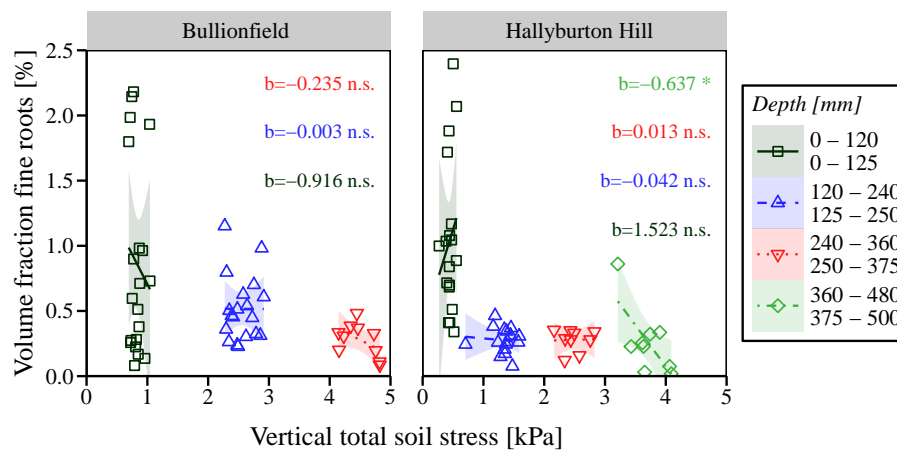 Bullionfield
Hallyburton Hill
Volume fraction fine roots [%]
2.5
2.0
1.5
1.0
0.5
0.0
b=−0.235 n.s.
b=−0.003 n.s.
b=−0.916 n.s.
b=−0.637 *
b=0.013 n.s.
b=−0.042 n.s.
b=1.523 n.s.
0 1 2 3 4 5
0 1 2 3 4 5
Vertical total soil stress [kPa]
Depth [mm]
0 – 120
0 – 125
120 – 240
125 – 250
240 – 360
250 – 375
360 – 480
375 – 500